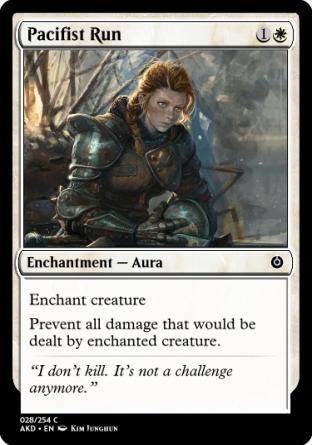 Pacifist Run 1
Enchantment — Aura
Enchant creature
Prevent all damage that would be
dealt by enchanted creature.
“I don't kill. It's not a challenge
anymore.”
028/254 C
AKD • EN Kim Junghun